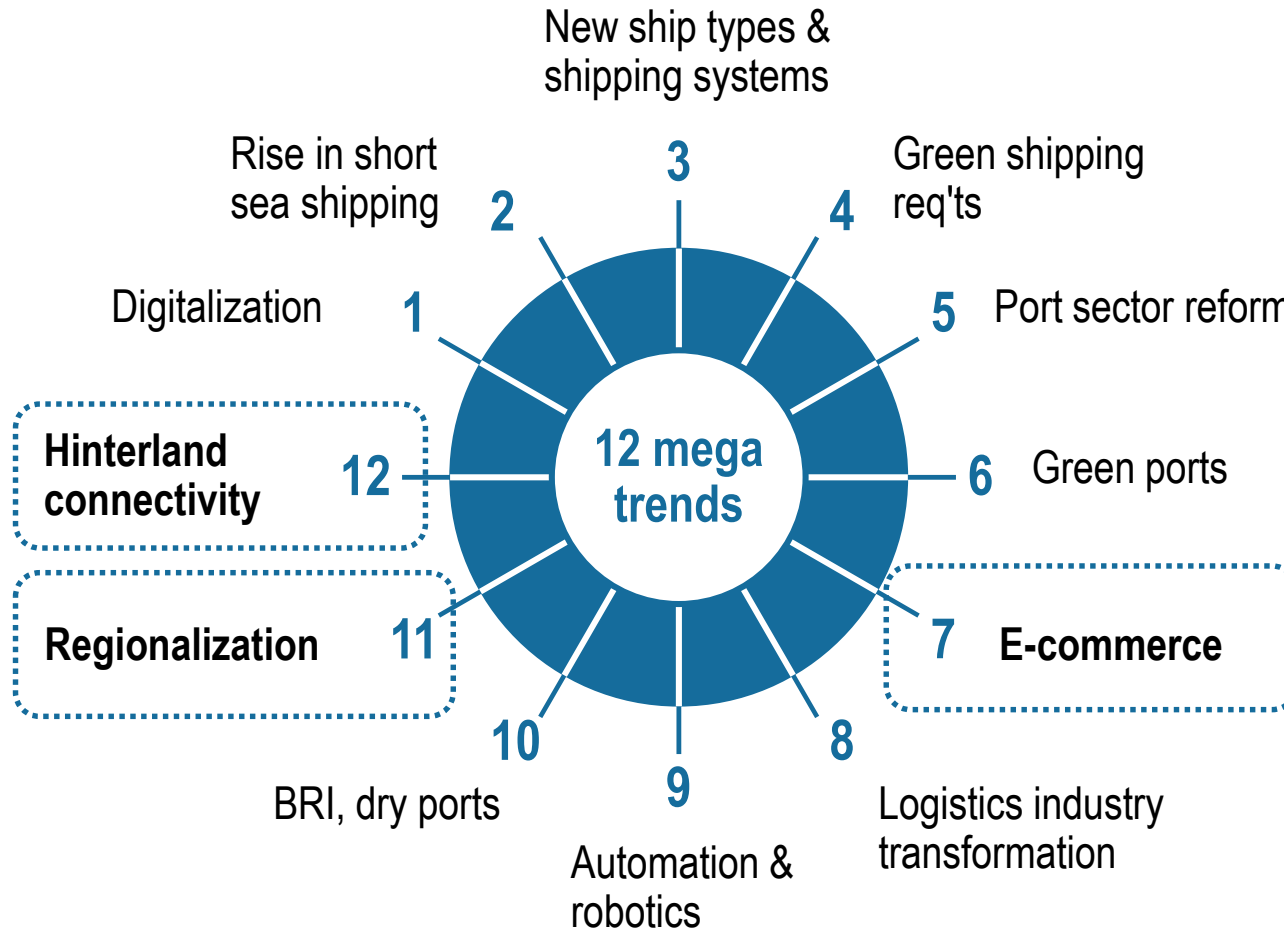 New ship types &
shipping systems
3
Rise in short
sea shipping
2
Green shipping
req'ts
4
Digitalization
1
5
Port sector reform
Hinterland
connectivity
12
12 mega
trends
6
Green ports
Regionalization
11
7
E-commerce
10
BRI, dry ports
9
Automation &
robotics
8
Logistics industry
transformation